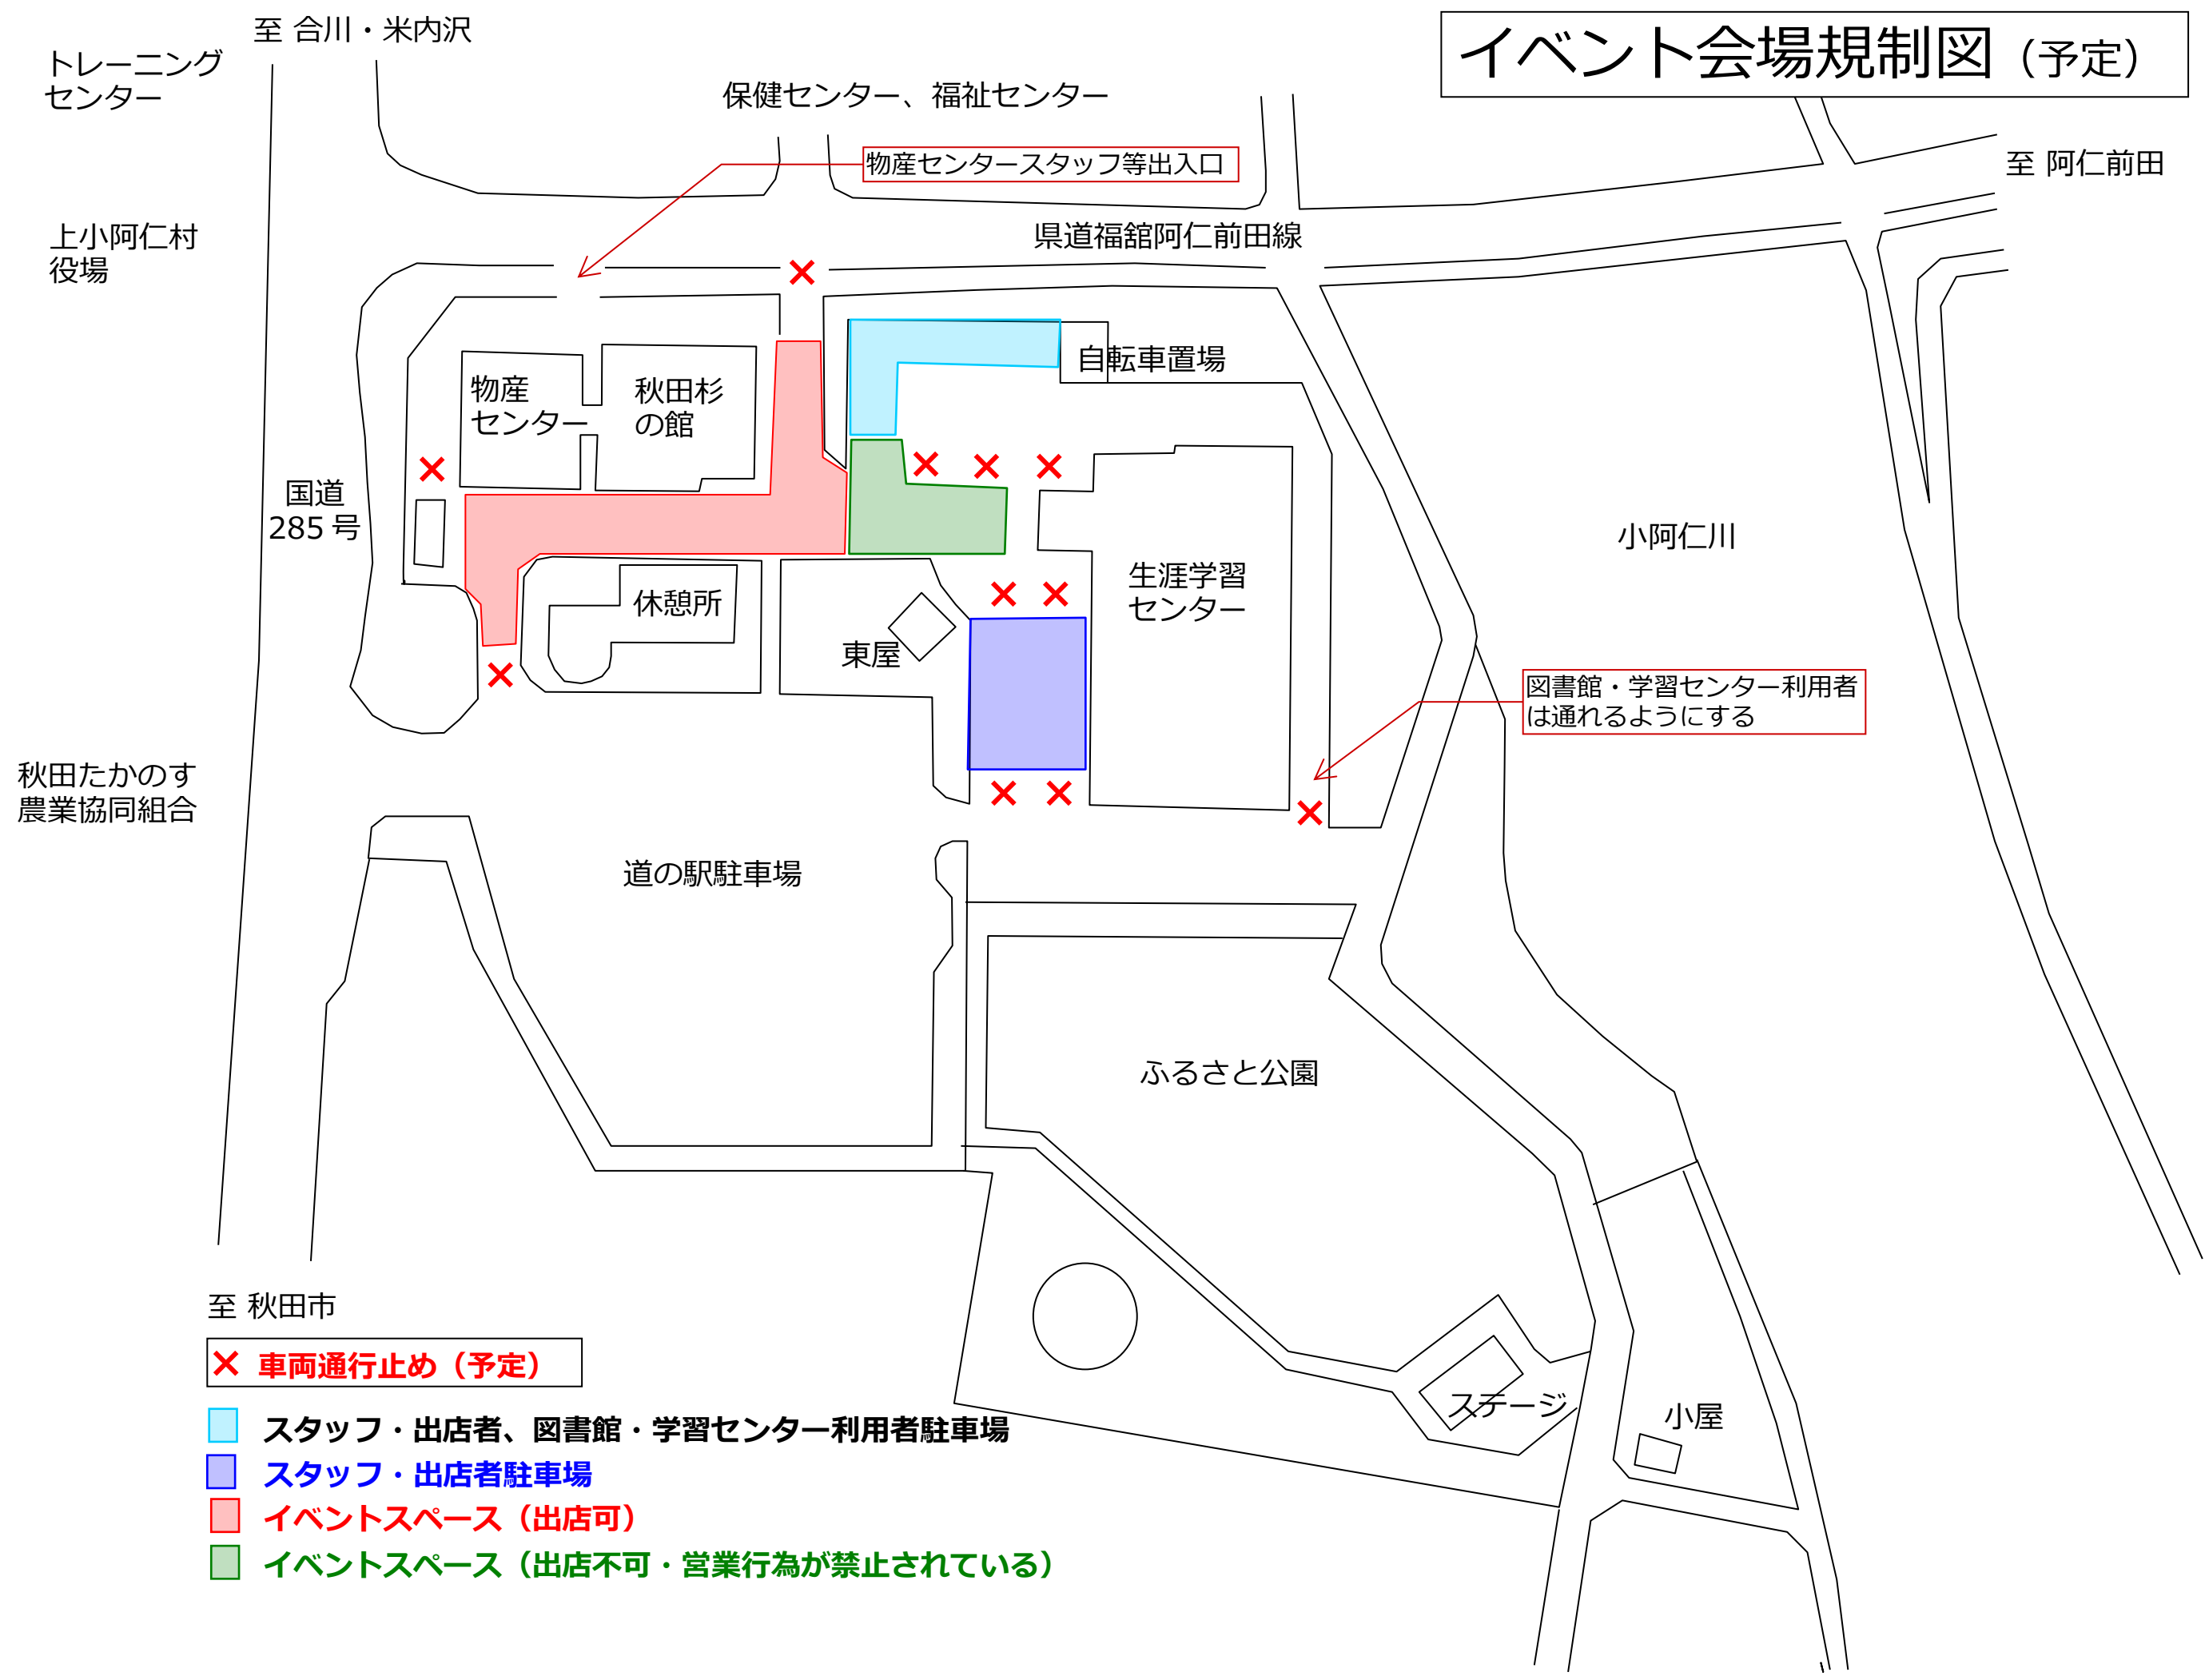 イベント会場規制図（予定）
至 合川・米内沢
トレーニング
センター
保健センター、福祉センター
物産センタースタッフ等出入口
至 阿仁前田
上小阿仁村
役場
県道福舘阿仁前田線
自転車置場
物産
センター
秋田杉
の館
国道
285号
小阿仁川
生涯学習
センター
休憩所
東屋
図書館・学習センター利用者
は通れるようにする
秋田たかのす
農業協同組合
道の駅駐車場
ふるさと公園
ステージ
小屋
至 秋田市
車両通行止め（予定）
スタッフ・出店者、図書館・学習センター利用者駐車場
スタッフ・出店者駐車場
イベントスペース（出店可）
イベントスペース（出店不可・営業行為が禁止されている）